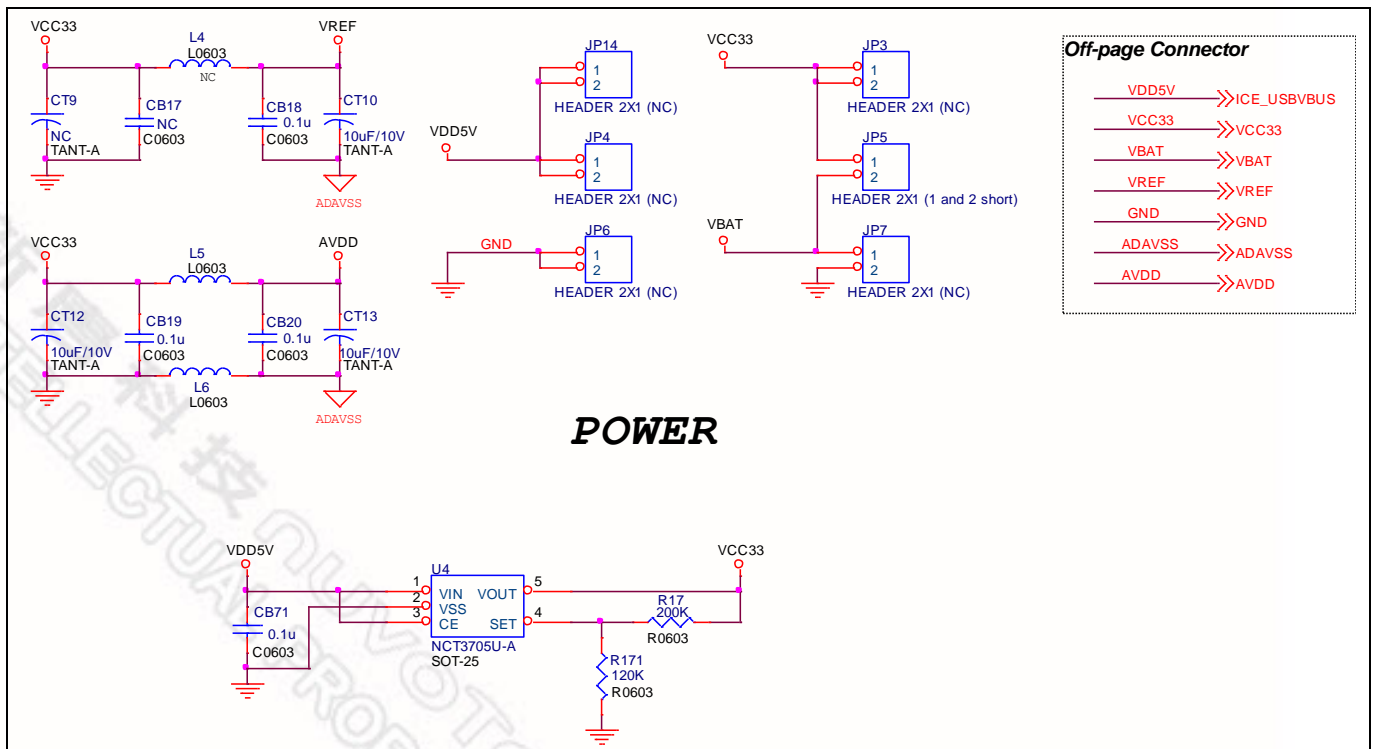 VCC33
L4
L0603
NC
VREF
CT9
NC
TANT-A
CB17
NC
C0603
CB18
0.1u
C0603
CT10
10uF/10V
TANT-A
ADAVSS
VCC33
L5
L0603
AVDD
CT12
10uF/10V
TANT-A
CB19
0.1u
C0603
CB20
0.1u
C0603
CT13
10uF/10V
TANT-A
L6
L0603
ADAVSS
VDD5V
JP14
1
2
HEADER 2X1 (NC)
JP4
1
2
HEADER 2X1 (NC)
GND
JP6
1
2
HEADER 2X1 (NC)
VCC33
JP3
1
2
HEADER 2X1 (NC)
JP5
1
2
HEADER 2X1 (1 and 2 short)
VBAT
JP7
1
2
HEADER 2X1 (NC)
Off-page Connector
VDD5V ICE_USBVBUS
VCC33 VCC33
VBAT VBAT
VREF VREF
GND GND
ADAVSS ADAVSS
AVDD AVDD
POWER
VDD5V
CB71
0.1u
C0603
U4
1 VIN VOUT 5
2 VSS
3 CE SET 4
NCT3705U-A
SOT-25
VCC33
R17
200K
R0603
R171
120K
R0603
科技 nuvoTo
TELLECTUAL PROP